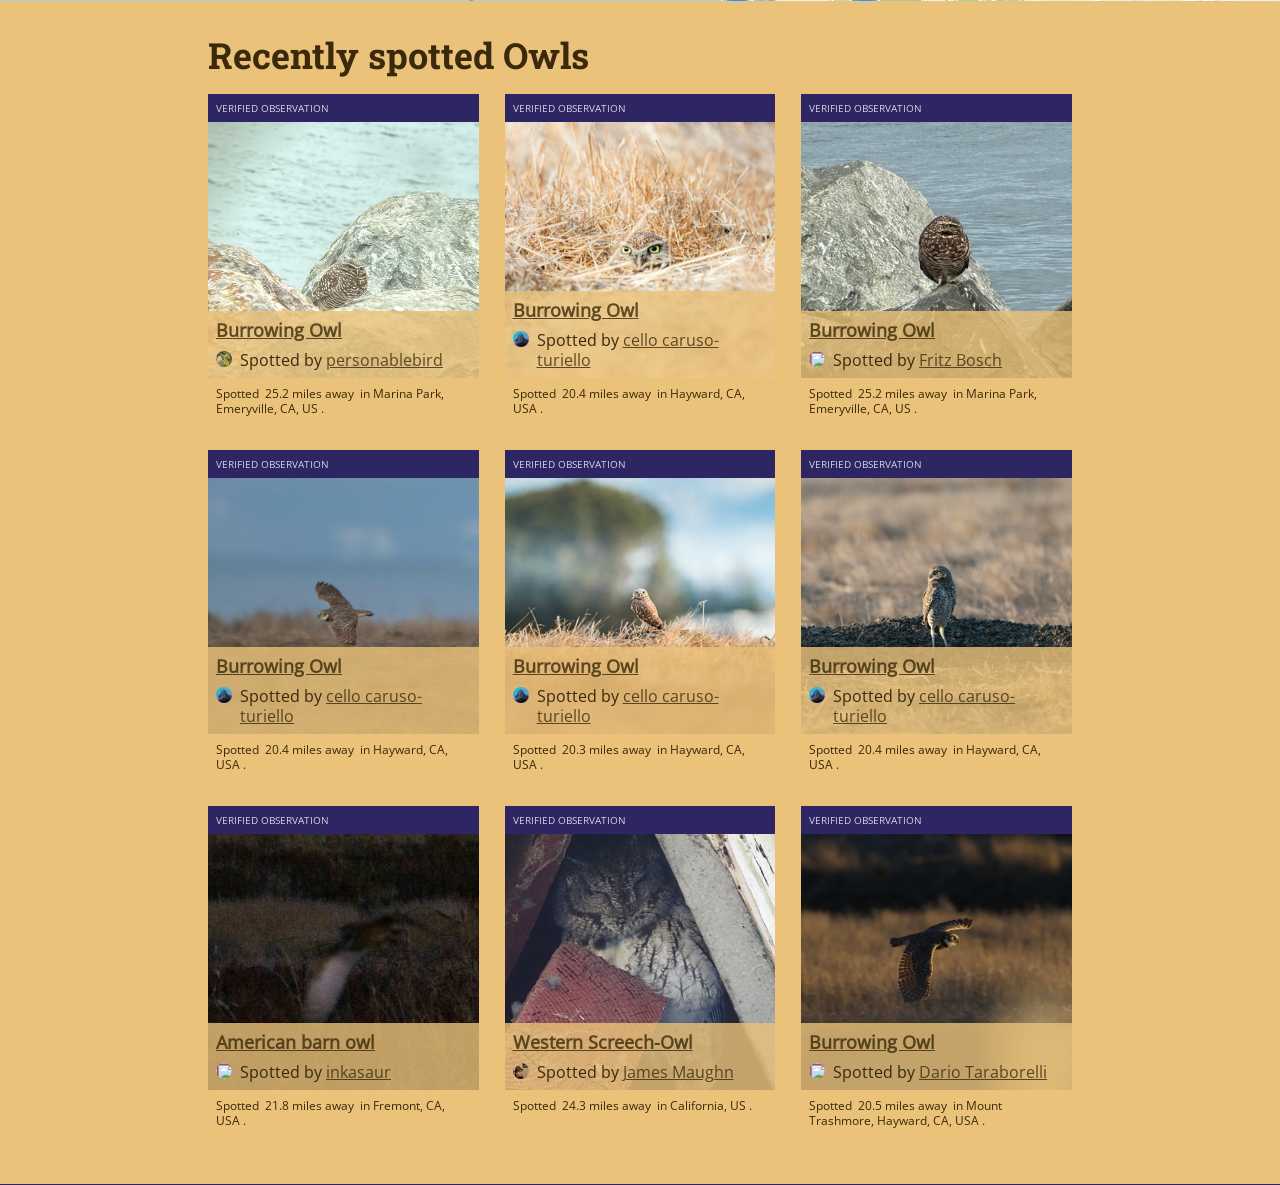 Recently spotted Owls
VERIFIED OBSERVATION
Burrowing Owl
Spotted by personablebird
Spotted 25.2 miles away in Marina Park,
Emeryville, CA, US .
VERIFIED OBSERVATION
Burrowing Owl
Spotted by cello caruso-
turiello
Spotted 20.4 miles away in Hayward, CA,
USA .
VERIFIED OBSERVATION
Burrowing Owl
Spotted by Fritz Bosch
Spotted 25.2 miles away in Marina Park,
Emeryville, CA, US .
VERIFIED OBSERVATION
Burrowing Owl
Spotted by cello caruso-
turiello
Spotted 20.4 miles away in Hayward, CA,
USA .
VERIFIED OBSERVATION
Burrowing Owl
Spotted by cello caruso-
turiello
Spotted 20.3 miles away in Hayward, CA,
USA .
VERIFIED OBSERVATION
Burrowing Owl
Spotted by cello caruso-
turiello
Spotted 20.4 miles away in Hayward, CA,
USA .
VERIFIED OBSERVATION
American barn owl
Spotted by inkasaur
Spotted 21.8 miles away in Fremont, CA,
USA .
VERIFIED OBSERVATION
Western Screech-Owl
Spotted by James Maughn
Spotted 24.3 miles away in California, US .
VERIFIED OBSERVATION
Burrowing Owl
Spotted by Dario Taraborelli
Spotted 20.5 miles away in Mount
Trashmore, Hayward, CA, USA .